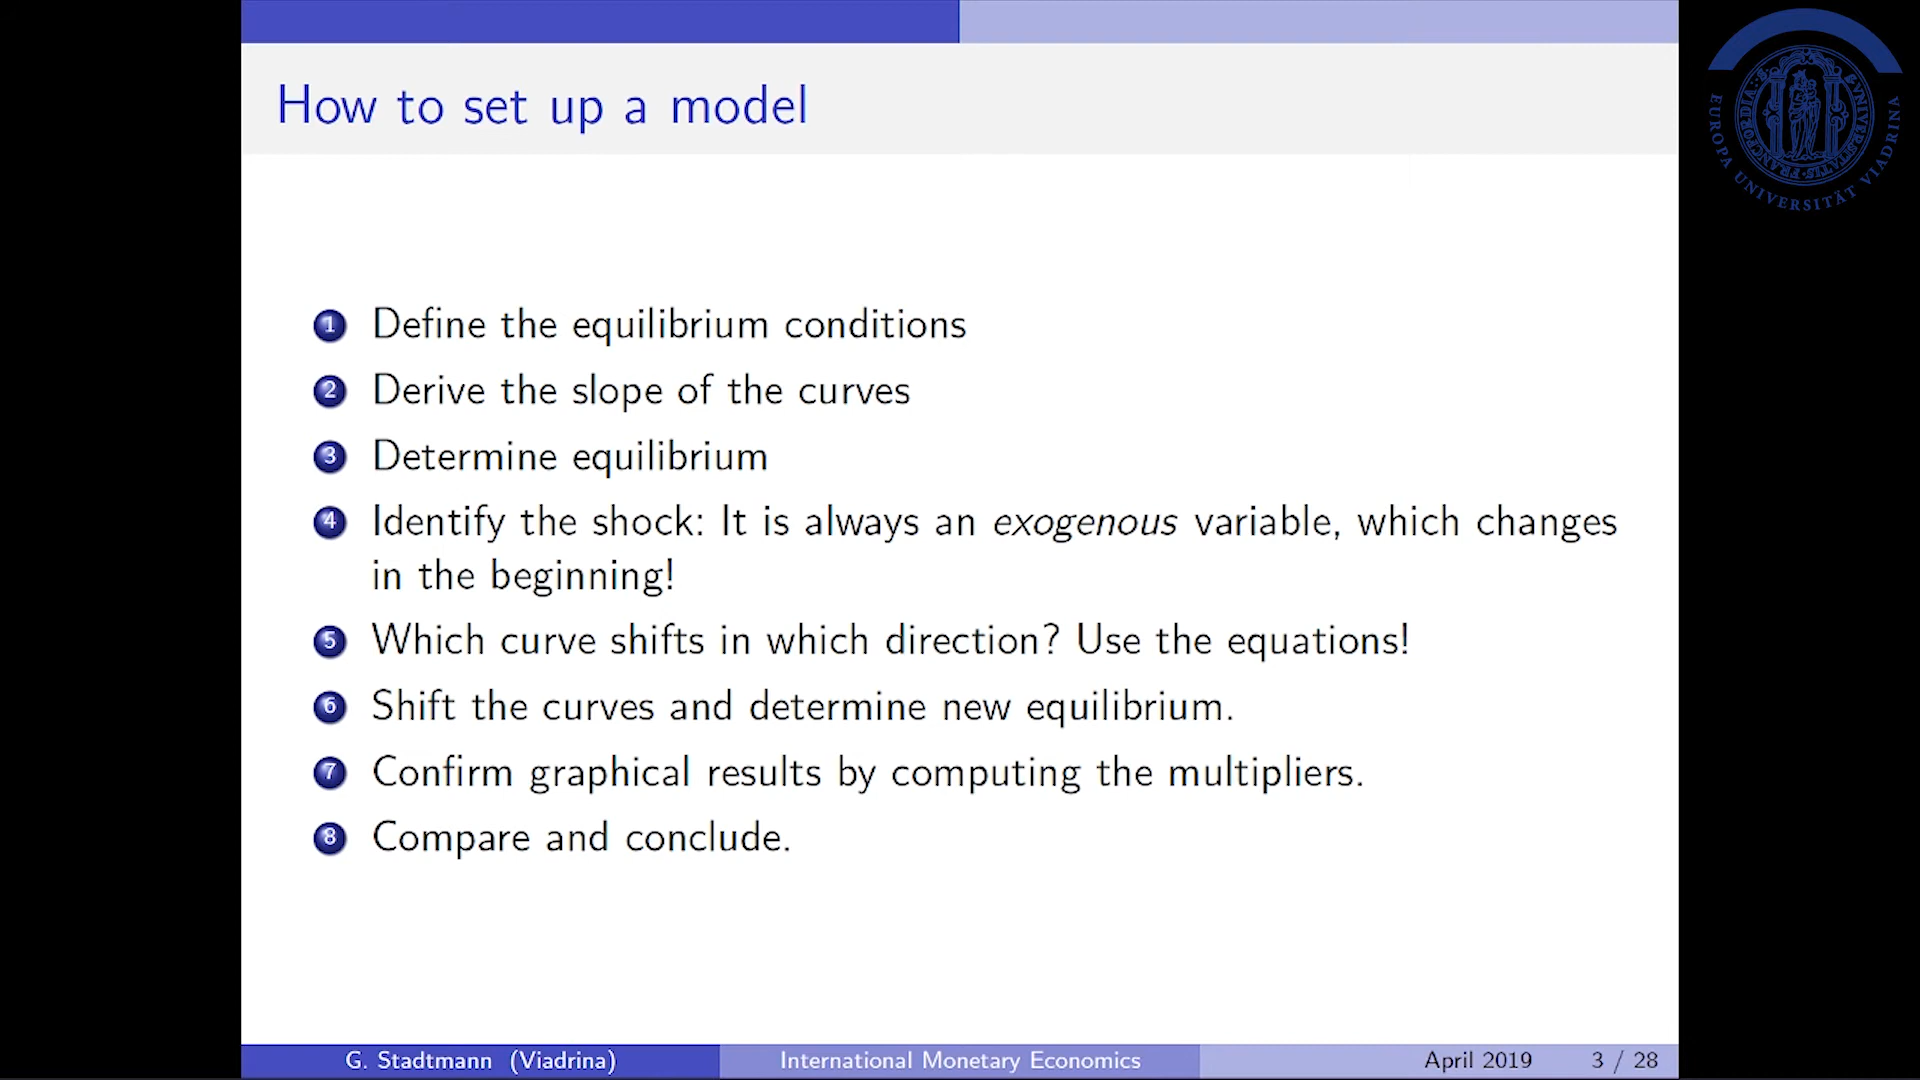 How to set up a model
1 Define the equilibrium conditions
2 Derive the slope of the curves
3 Determine equilibrium
4 Identify the shock: It is always an exogenous variable, which changes
in the beginning!
5 Which curve shifts in which direction? Use the equations!
6 Shift the curves and determine new equilibrium.
7 Confirm graphical results by computing the multipliers.
8 Compare and conclude.
G. Stadtmann (Viadrina) International Monetary Economics April 2019 3 / 28
EUROPA UNIVERSITÄT VIADRINA